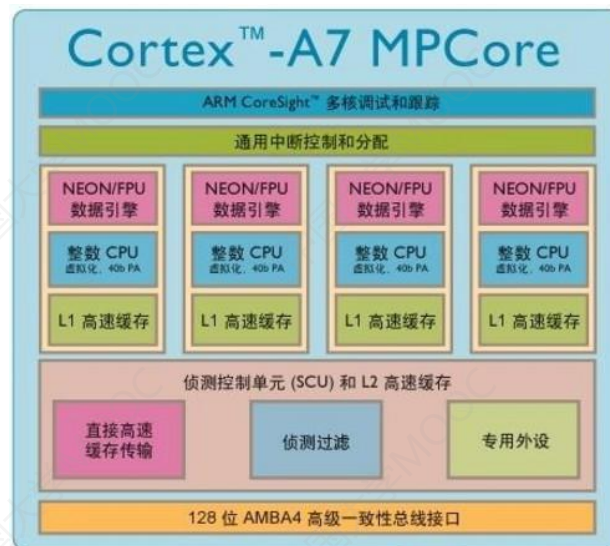 Cortex™-A7 MPCore
ARM CoreSight™ 多核调试和跟踪
通用中断控制和分配
NEON/FPU
数据引擎
整数 CPU
虚拟化、40b PA
L1 高速缓存
NEON/FPU
数据引擎
整数 CPU
虚拟化、40b PA
L1 高速缓存
NEON/FPU
数据引擎
整数 CPU
虚拟化、40b PA
L1 高速缓存
NEON/FPU
数据引擎
整数 CPU
虚拟化、40b PA
L1 高速缓存
侦测控制单元 (SCU) 和 L2 高速缓存
直接高速
缓存传输
侦测过滤
专用外设
128 位 AMBA4 高级一致性总线接口